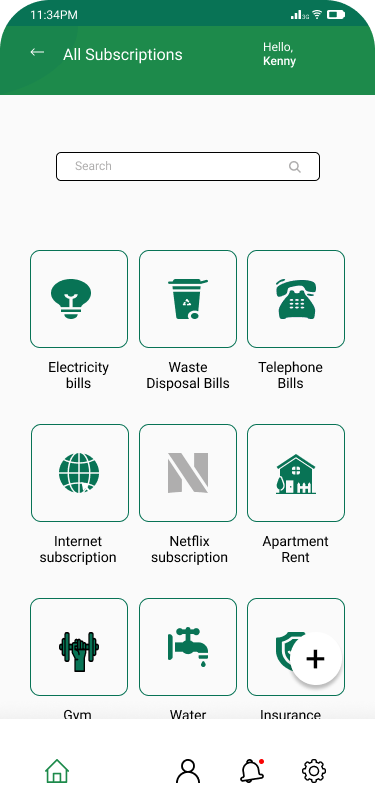 11:34PM
3G
All Subscriptions
Hello,
Kenny
Search
Electricity
bills
Waste
Disposal Bills
Telephone
Bills
Internet
subscription
Netflix
subscription
Apartment
Rent
Gym
Water
Insurance